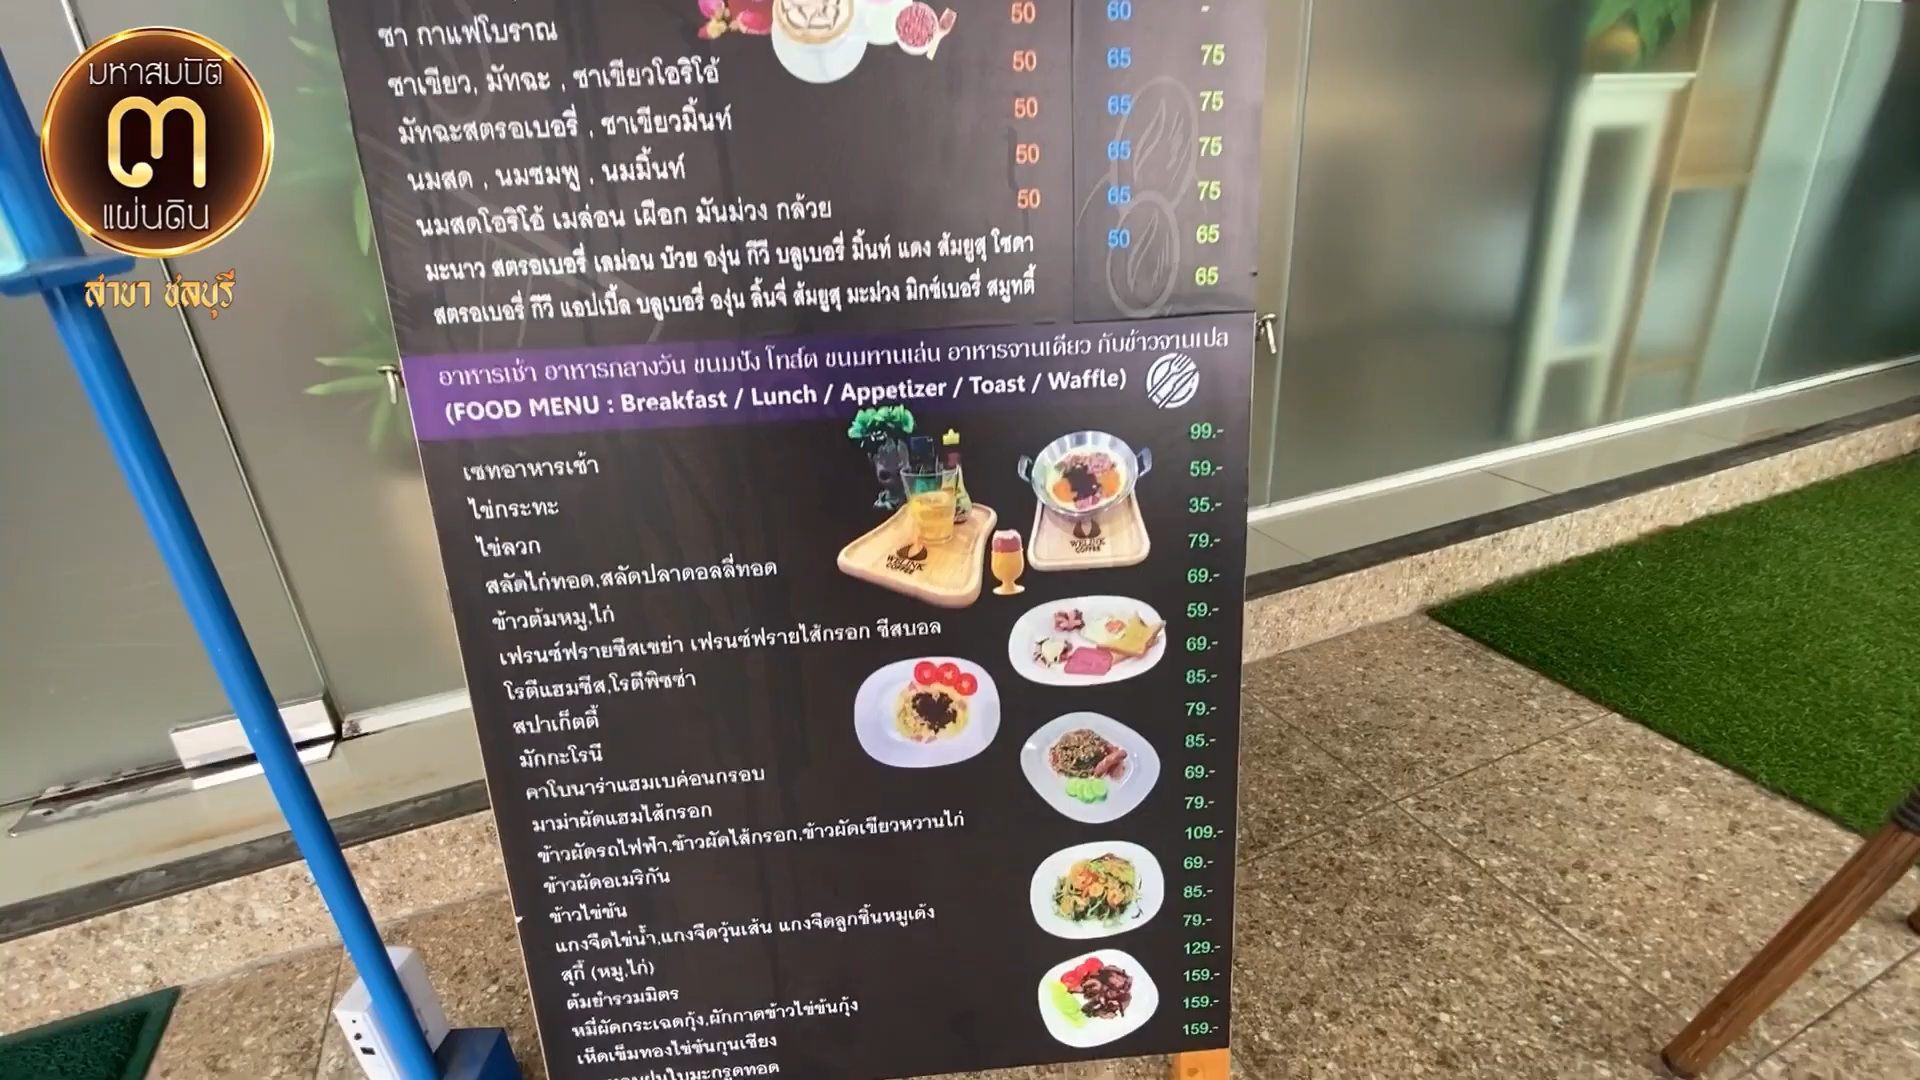 มหาสมบัติ
๓
แผ่นดิน
สาขา ชลบุรี
ชา กาแฟโบราณ 50 60 -
ชาเขียว, มัทฉะ , ชาเขียวโอริโอ้ 50 65 75
มัทฉะสตรอเบอรี่ , ชาเขียวมิ้นท์ 50 65 75
นมสด , นมชมพู , นมมิ้นท์ 50 65 75
นมสดโอริโอ้ เมล่อน เผือก มันม่วง กล้วย 50 65 75
มะนาว สตรอเบอรี่ เลม่อน บ๊วย องุ่น กีวี บลูเบอรี่ มิ้นท์ แดง ส้มยูสุ โซดา 50 65
สตรอเบอรี่ กีวี แอปเปิ้ล บลูเบอรี่ องุ่น ลิ้นจี่ ส้มยูสุ มะม่วง มิกซ์เบอรี่ สมูทตี้ 65
อาหารเช้า อาหารกลางวัน ขนมปัง โทส์ต ขนมทานเล่น อาหารจานเดียว กับข้าวจานเปล
(FOOD MENU : Breakfast / Lunch / Appetizer / Toast / Waffle)
เซทอาหารเช้า 99.-
ไข่กระทะ 59.-
ไข่ลวก 35.-
สลัดไก่ทอด,สลัดปลาดอลลี่ทอด 79.-
ข้าวต้มหมู,ไก่ 69.-
เฟรนซ์ฟรายชีสเขย่า เฟรนซ์ฟรายไส้กรอก ชีสบอล 59.-
โรตีแฮมชีส,โรตีพิซซ่า 69.-
สปาเก็ตตี้ 85.-
มักกะโรนี 79.-
คาโบนาร่าแฮมเบค่อนกรอบ 85.-
มาม่าผัดแฮมไส้กรอก 69.-
ข้าวผัดรถไฟฟ้า,ข้าวผัดไส้กรอก,ข้าวผัดเขียวหวานไก่ 79.-
ข้าวผัดอเมริกัน 109.-
ข้าวไข่ข้น 69.-
แกงจืดไข่น้ำ,แกงจืดวุ้นเส้น แกงจืดลูกชิ้นหมูเด้ง 85.-
สุกี้ (หมู,ไก่) 79.-
ต้มยำรวมมิตร 129.-
หมี่ผัดกระเฉดกุ้ง,ผักกาดขาวไข่ข้นกุ้ง 159.-
เห็ดเข็มทองไข่ข้นกุนเชียง 159.-
ใบมะกรูดทอด 159.-
WELINK
COFFEE
WELINK
COFFEE